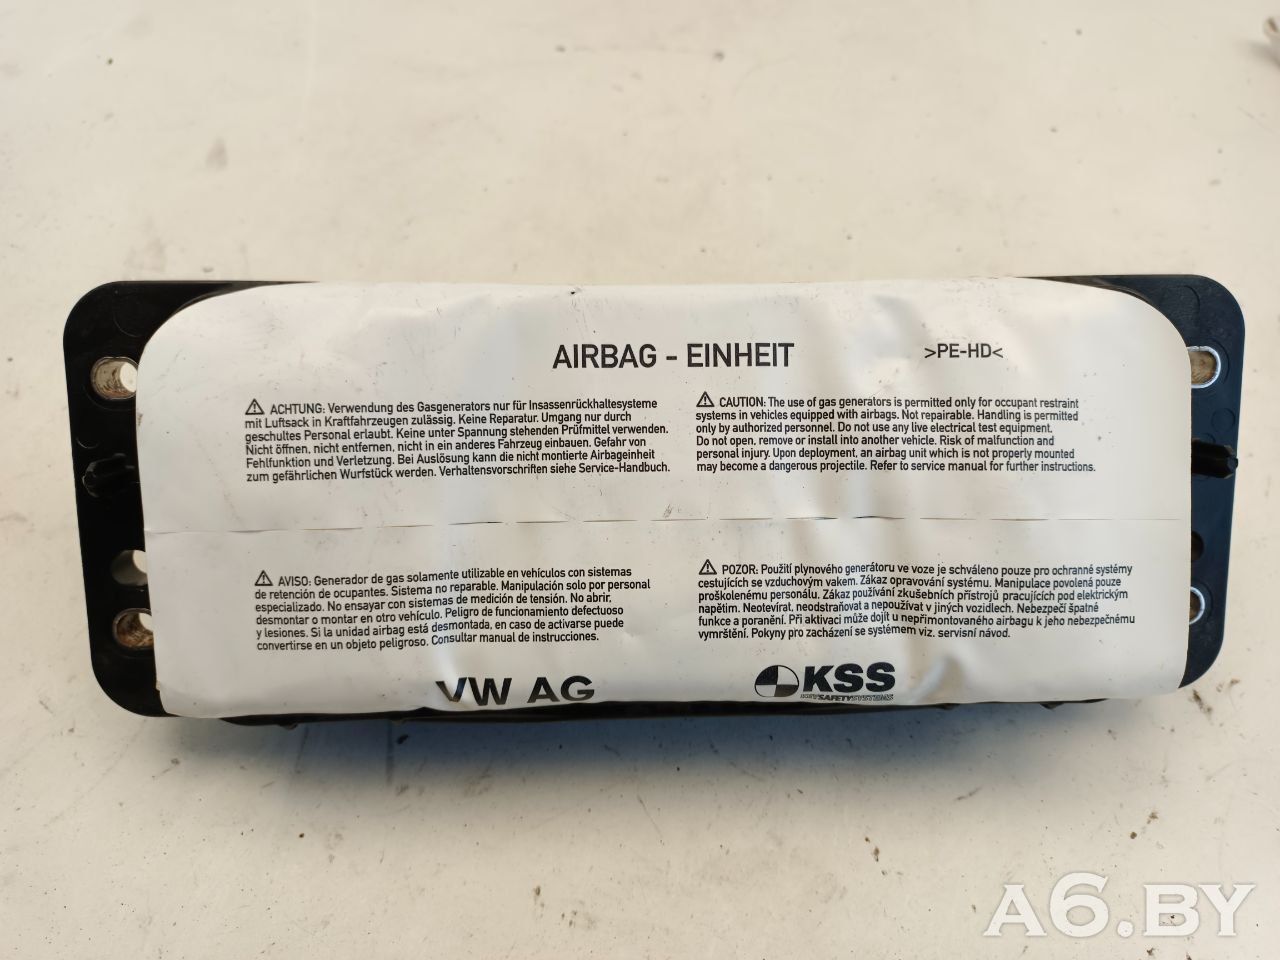 AIRBAG - EINHEIT
>PE-HD<
⚠ ACHTUNG: Verwendung des Gasgenerators nur für Insassenrückhaltesysteme
mit Luftsack in Kraftfahrzeugen zulässig. Keine Reparatur. Umgang nur durch
geschultes Personal erlaubt. Keine unter Spannung stehenden Prüfmittel verwenden.
Nicht öffnen, nicht entfernen, nicht in ein anderes Fahrzeug einbauen. Gefahr von
Fehlfunktion und Verletzung. Bei Auslösung kann die nicht montierte Airbageinheit
zum gefährlichen Wurfstück werden. Verhaltensvorschriften siehe Service-Handbuch.
⚠ CAUTION: The use of gas generators is permitted only for occupant restraint
systems in vehicles equipped with airbags. Not repairable. Handling is permitted
only by authorized personnel. Do not use any live electrical test equipment.
Do not open, remove or install into another vehicle. Risk of malfunction and
personal injury. Upon deployment, an airbag unit which is not properly mounted
may become a dangerous projectile. Refer to service manual for further instructions.
⚠ AVISO: Generador de gas solamente utilizable en vehículos con sistemas
de retención de ocupantes. Sistema no reparable. Manipulación solo por personal
especializado. No ensayar con sistemas de medición de tensión. No abrir,
desmontar o montar en otro vehículo. Peligro de funcionamiento defectuoso
y lesiones. Si la unidad airbag está desmontada, en caso de activarse puede
convertirse en un objeto peligroso. Consultar manual de instrucciones.
⚠ POZOR: Použití plynového generátoru ve voze je schváleno pouze pro ochranné systémy
cestujících se vzduchovým vakem. Zákaz opravování systému. Manipulace povolená pouze
proškolenému personálu. Zákaz používání zkušebních přístrojů pracujících pod elektrickým
napětím. Neotevírat, neodstraňovat a nepoužívat v jiných vozidlech. Nebezpečí špatné
funkce a poranění. Při aktivaci může dojít u nepřimontovaného airbagu k jeho nebezpečnému
vymrštění. Pokyny pro zacházení se systémem viz. servisní návod.
VW AG
KSS
KEYSAFETYSYSTEMS
A6.BY